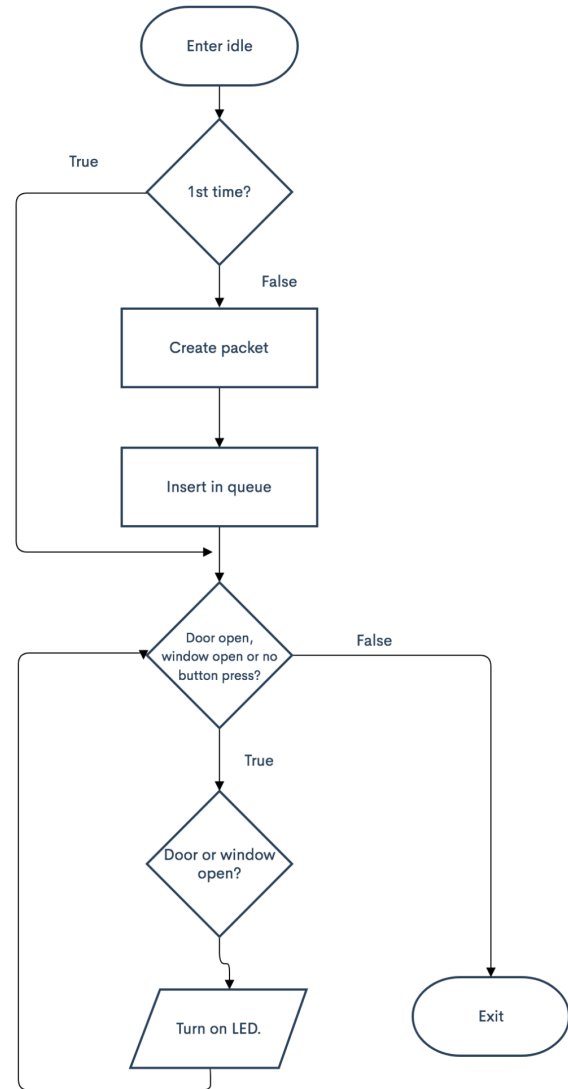 Enter idle
True
1st time?
False
Create packet
Insert in queue
Door open,
window open or no
button press?
False
True
Door or window
open?
Turn on LED.
Exit